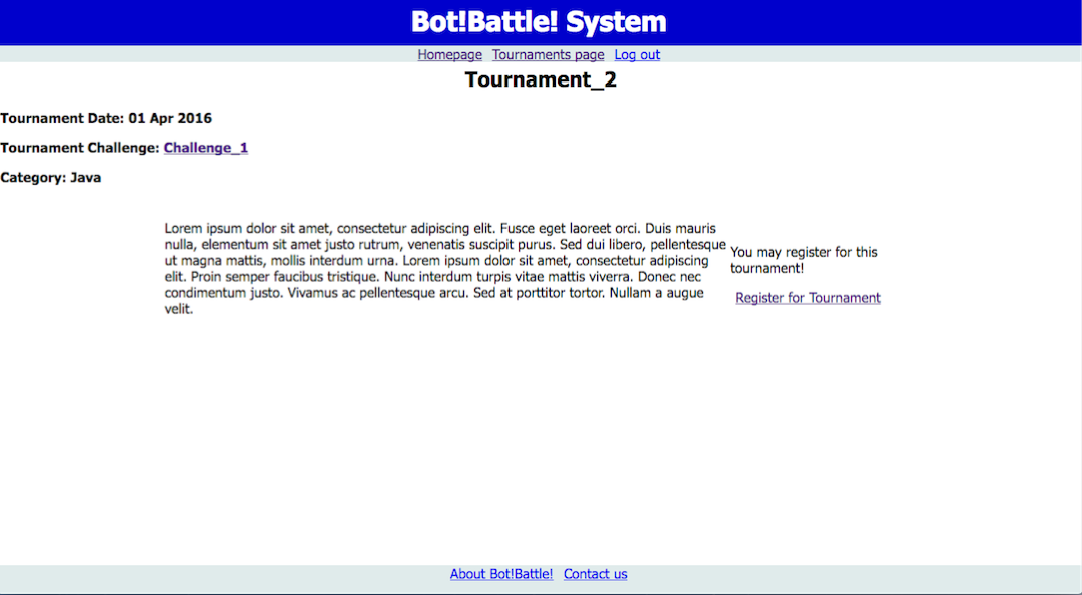 Bot!Battle! System
Homepage Tournaments page Log out
Tournament_2
Tournament Date: 01 Apr 2016
Tournament Challenge: Challenge_1
Category: Java
Lorem ipsum dolor sit amet, consectetur adipiscing elit. Fusce eget laoreet orci. Duis mauris
nulla, elementum sit amet justo rutrum, venenatis suscipit purus. Sed dui libero, pellentesque
ut magna mattis, mollis interdum urna. Lorem ipsum dolor sit amet, consectetur adipiscing
elit. Proin semper faucibus tristique. Nunc interdum turpis vitae mattis viverra. Donec nec
condimentum justo. Vivamus ac pellentesque arcu. Sed at porttitor tortor. Nullam a augue
velit.
You may register for this
tournament!
Register for Tournament
About Bot!Battle! Contact us